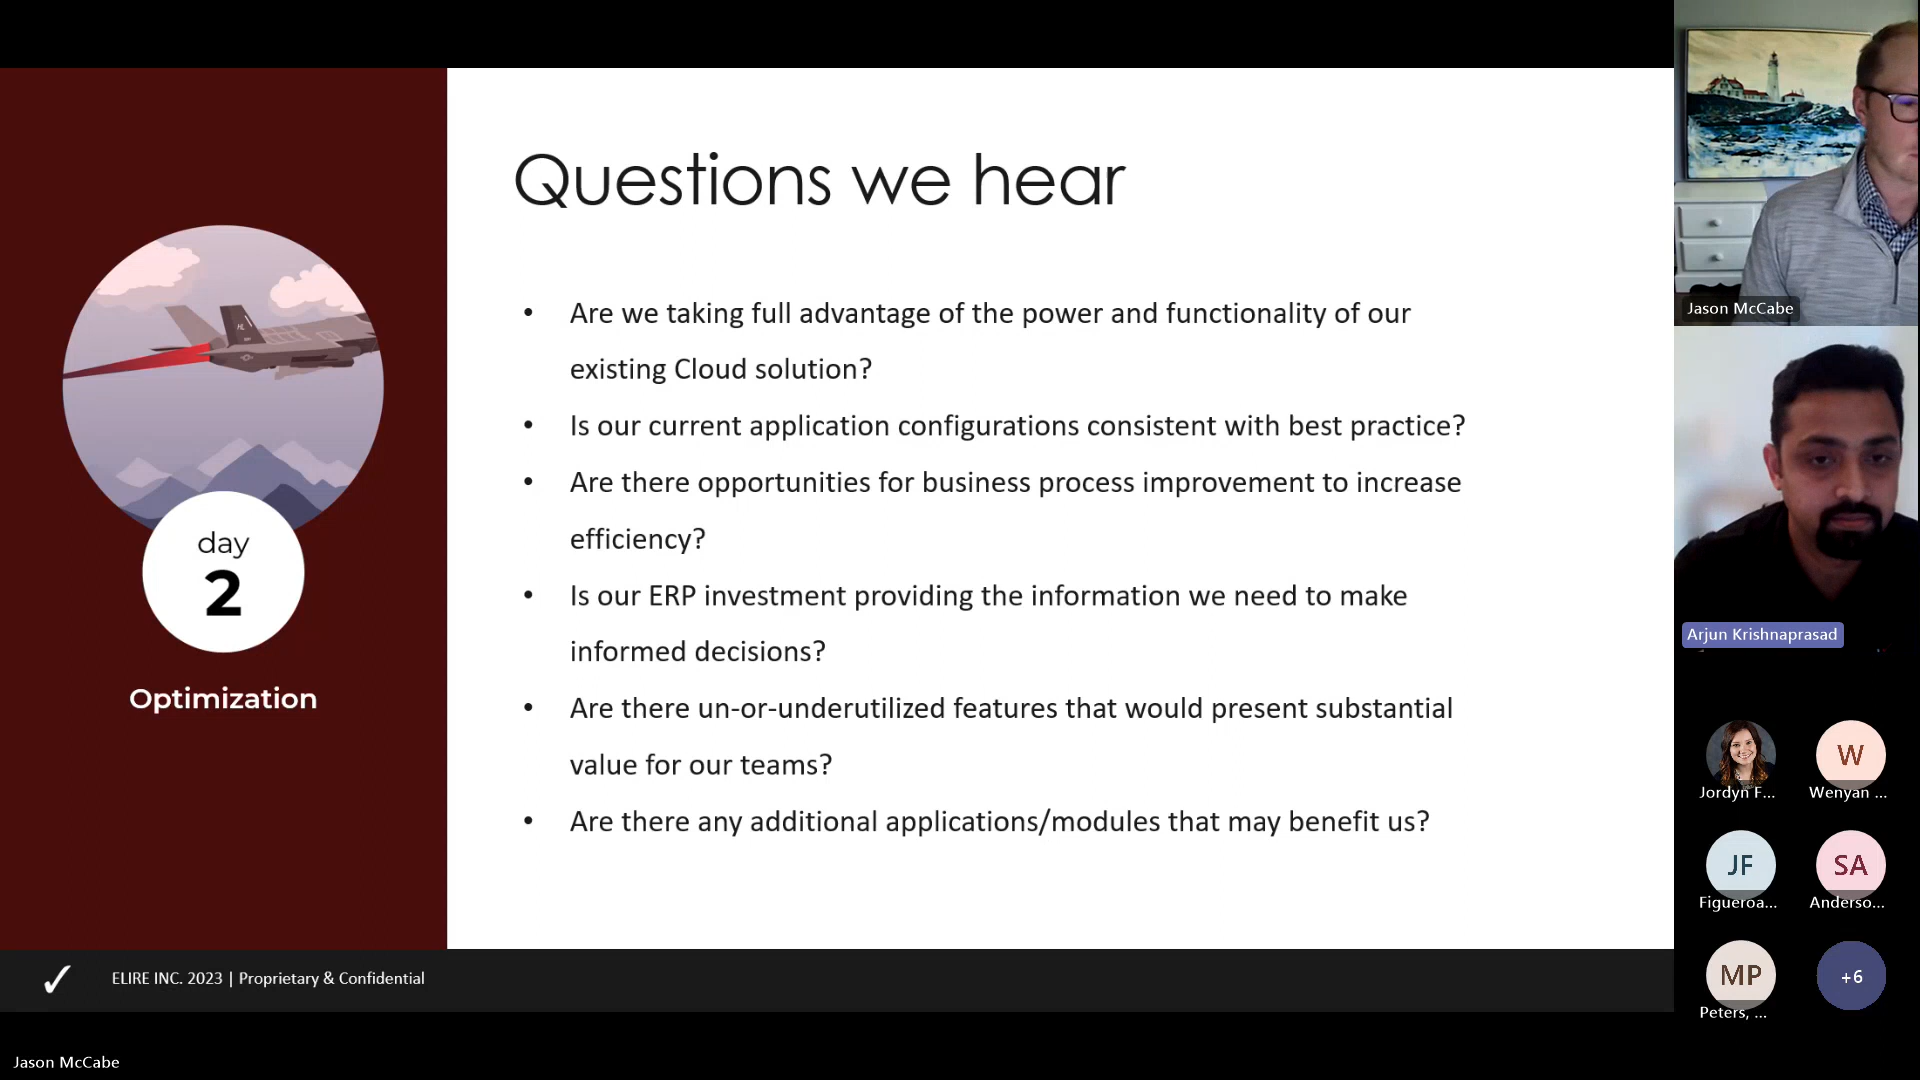 Questions we hear
• Are we taking full advantage of the power and functionality of our
existing Cloud solution?
• Is our current application configurations consistent with best practice?
• Are there opportunities for business process improvement to increase
efficiency?
• Is our ERP investment providing the information we need to make
informed decisions?
• Are there un-or-underutilized features that would present substantial
value for our teams?
• Are there any additional applications/modules that may benefit us?
day
2
Optimization
ELIRE INC. 2023 | Proprietary & Confidential
Jason McCabe
Jason McCabe
Arjun Krishnaprasad
Jordyn F...
W
Wenyan ...
JF
Figueroa...
SA
Anderso...
MP
Peters, ...
+6